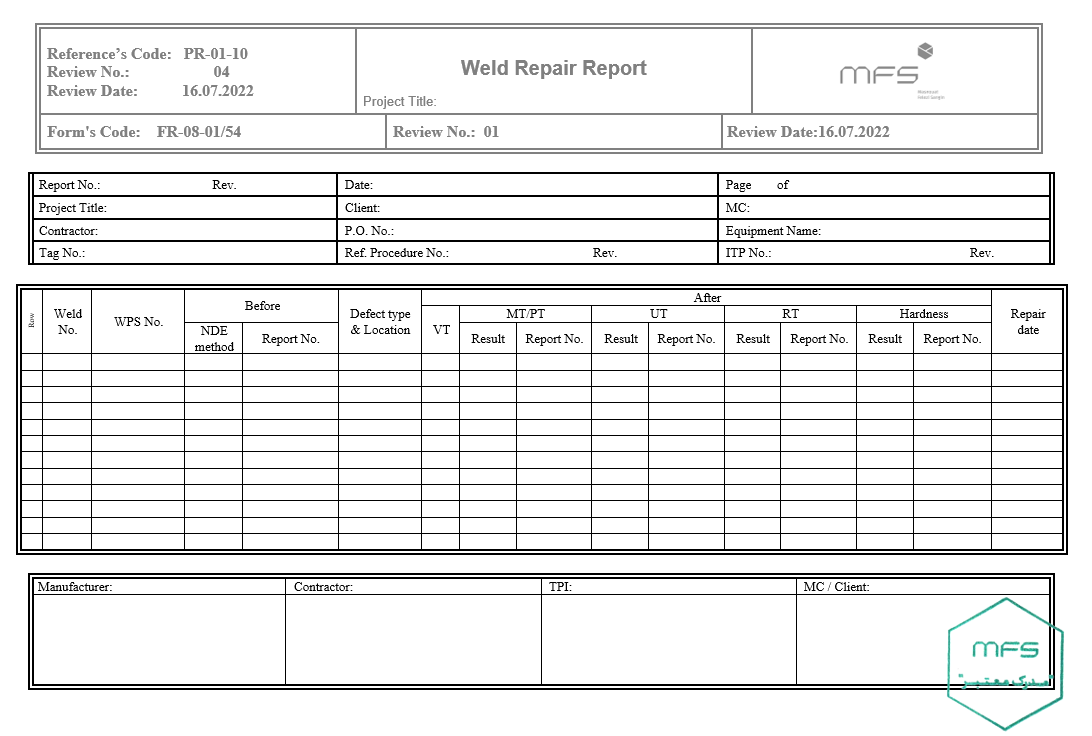 Reference’s Code: PR-01-10
Review No.: 04
Review Date: 16.07.2022
Weld Repair Report
Project Title:
MFS
Form's Code: FR-08-01/54
Review No.: 01
Review Date:16.07.2022
Report No.: Rev.
Date:
Page of
Project Title:
Client:
MC:
Contractor:
P.O. No.:
Equipment Name:
Tag No.:
Ref. Procedure No.: Rev.
ITP No.: Rev.
Row
Weld
No.
WPS No.
Before
NDE
method
Report No.
Defect type
& Location
After
VT
MT/PT
UT
RT
Hardness
Result
Report No.
Result
Report No.
Result
Report No.
Result
Report No.
Repair
date
Manufacturer:
Contractor:
TPI:
MC / Client:
MFS
"مدرک معتبر"